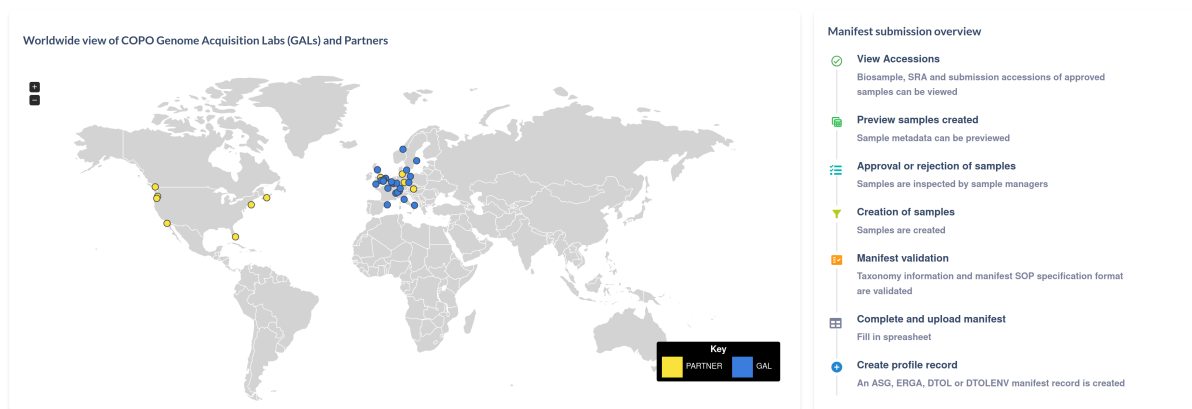 Worldwide view of COPO Genome Acquisition Labs (GALs) and Partners
+
−
Key
PARTNER
GAL
Manifest submission overview
View Accessions
Biosample, SRA and submission accessions of approved
samples can be viewed
Preview samples created
Sample metadata can be previewed
Approval or rejection of samples
Samples are inspected by sample managers
Creation of samples
Samples are created
Manifest validation
Taxonomy information and manifest SOP specification format
are validated
Complete and upload manifest
Fill in spreasheet
Create profile record
An ASG, ERGA, DTOL or DTOLENV manifest record is created